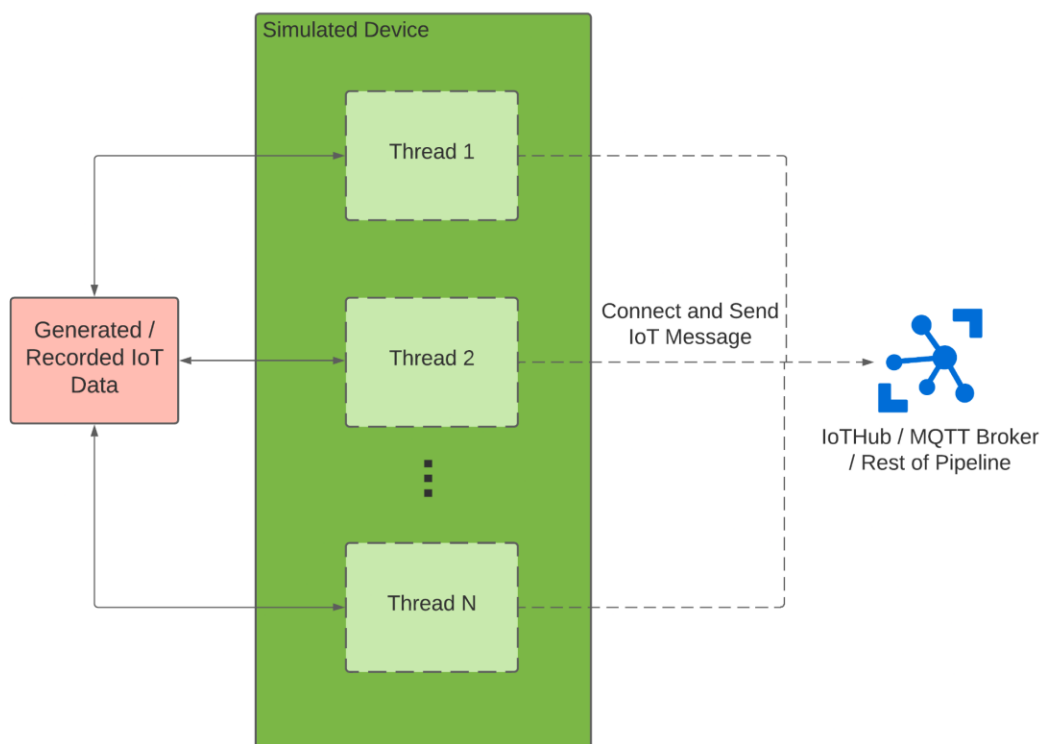 Simulated Device
Thread 1
Generated /
Recorded IoT
Data
Thread 2
Connect and Send
IoT Message
IoTHub / MQTT Broker
/ Rest of Pipeline
Thread N